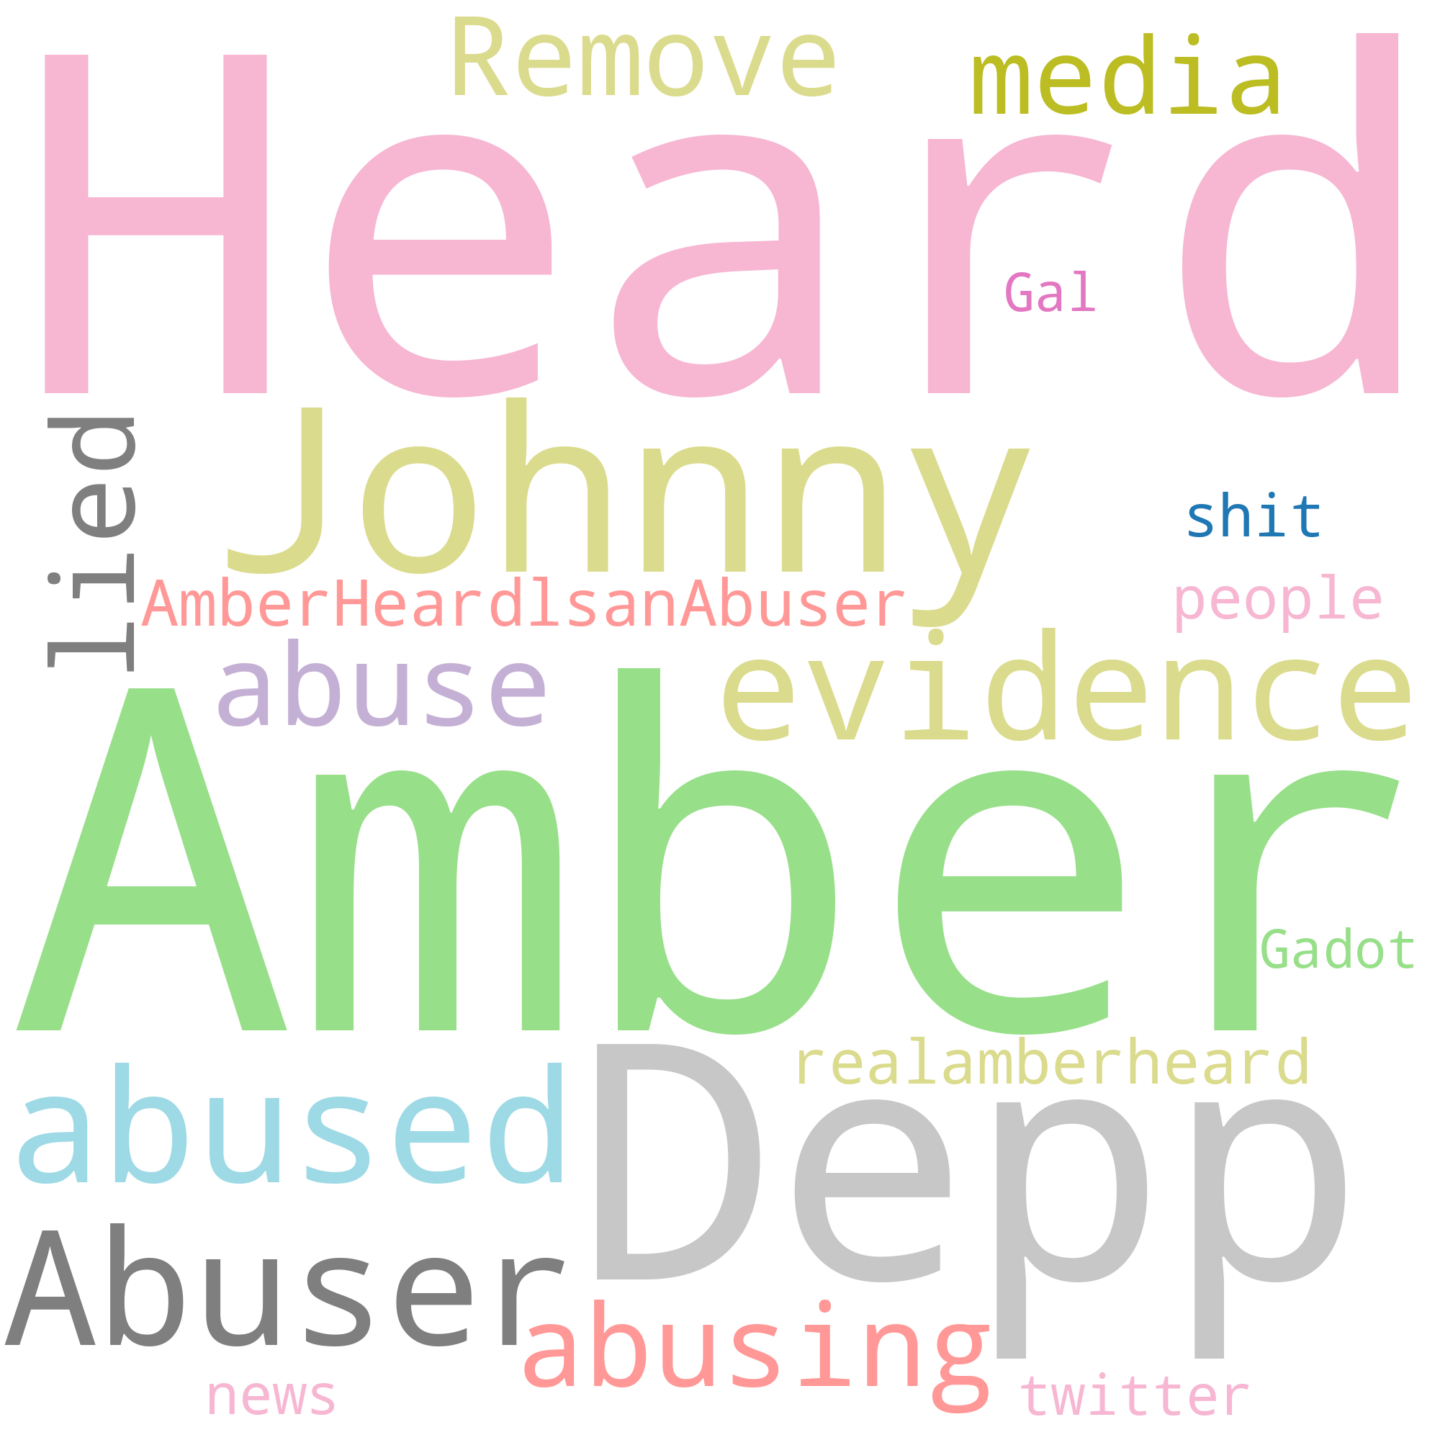 Remove
media
Heard
Gal
Johnny
lied
shit
AmberHeardlsanAbuser
people
abuse
evidence
Amber
Gadot
realamberheard
abused
Depp
Abuser
abusing
news
twitter